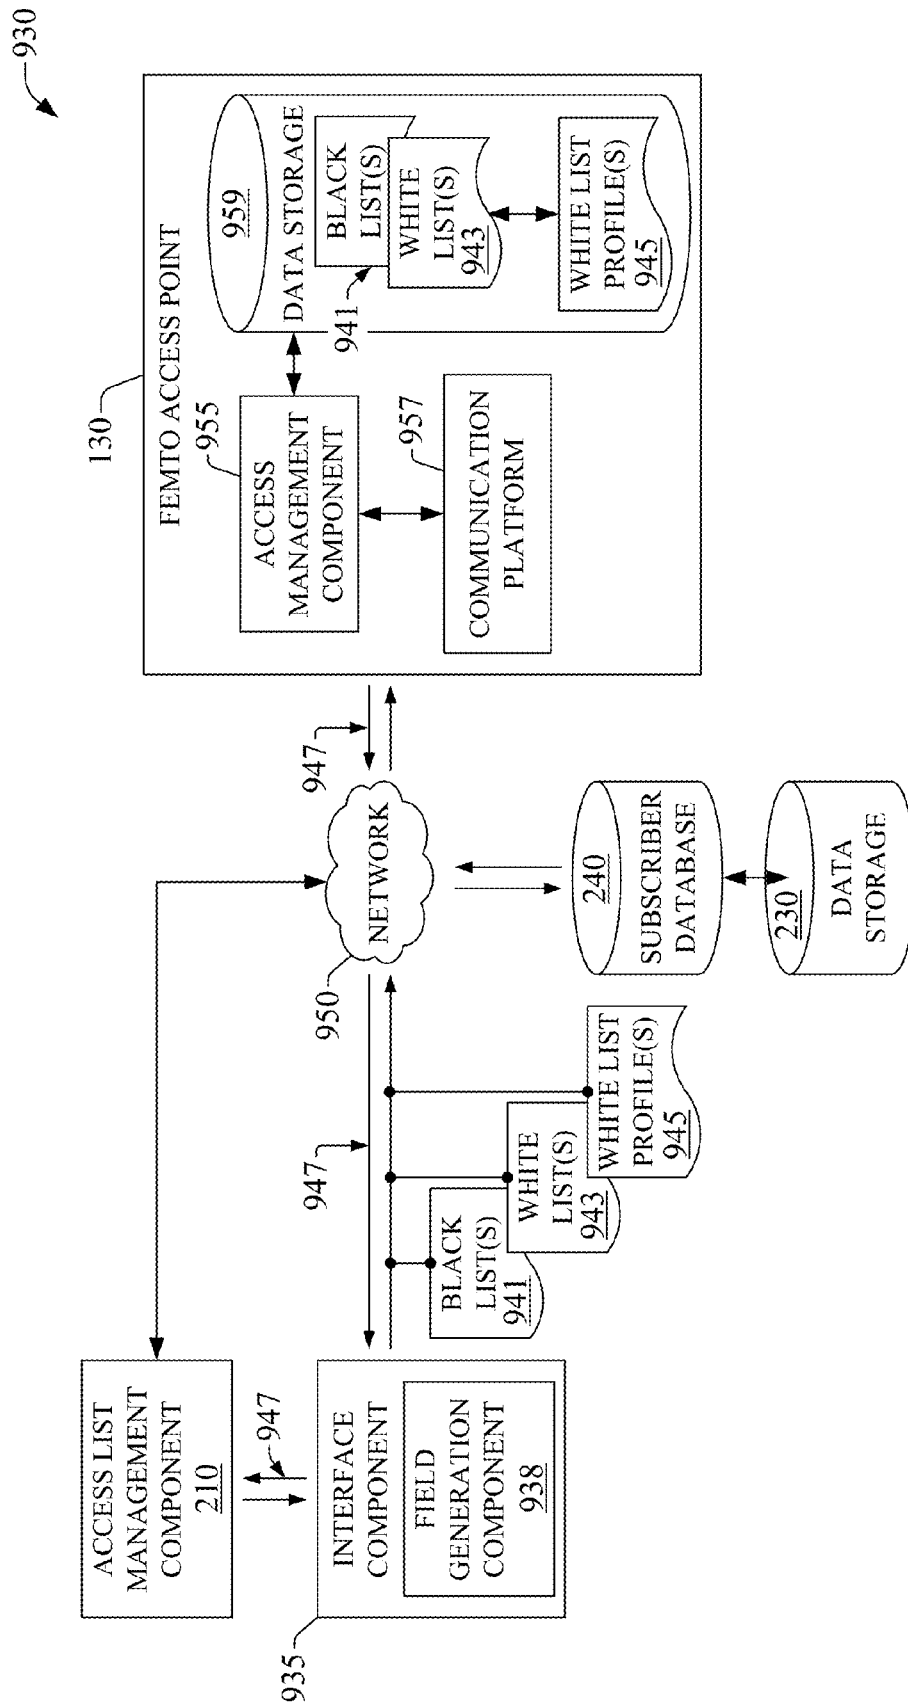 930
ACCESS LIST
MANAGEMENT
COMPONENT
210
947
935
INTERFACE
COMPONENT
FIELD
GENERATION
COMPONENT
938
947
BLACK
LIST(S)
941
WHITE
LIST(S)
943
WHITE LIST
PROFILE(S)
945
950
NETWORK
947
240
SUBSCRIBER
DATABASE
230
DATA
STORAGE
130
FEMTO ACCESS POINT
955
ACCESS
MANAGEMENT
COMPONENT
957
COMMUNICATION
PLATFORM
959
DATA STORAGE
941
BLACK
LIST(S)
WHITE
LIST(S)
943
WHITE LIST
PROFILE(S)
945